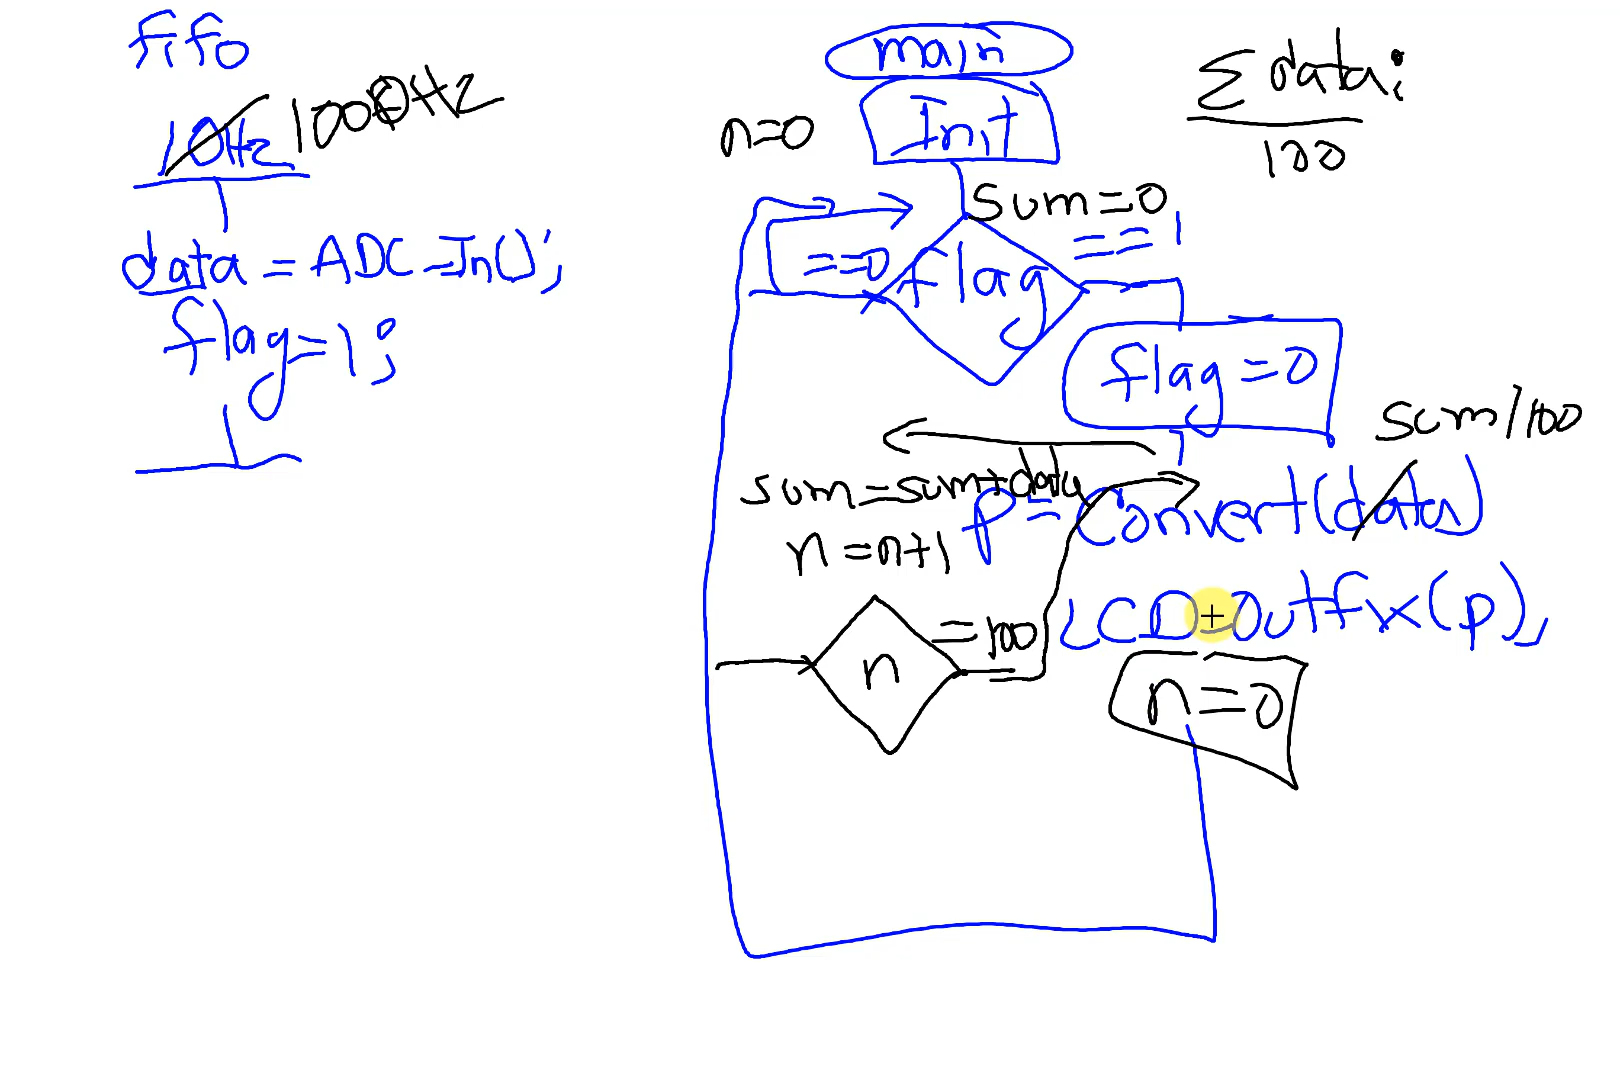 fifo
10Hz 1000Hz
data = ADC_In();
flag=1;
main
Init
n=0
sum=0
==0
flag
==1
flag=0
sum=sum+data
n=n+1
n
=100
sum/100
p=Convert(data)
LCD_OutFix(p);
n=0
Σ datai
100